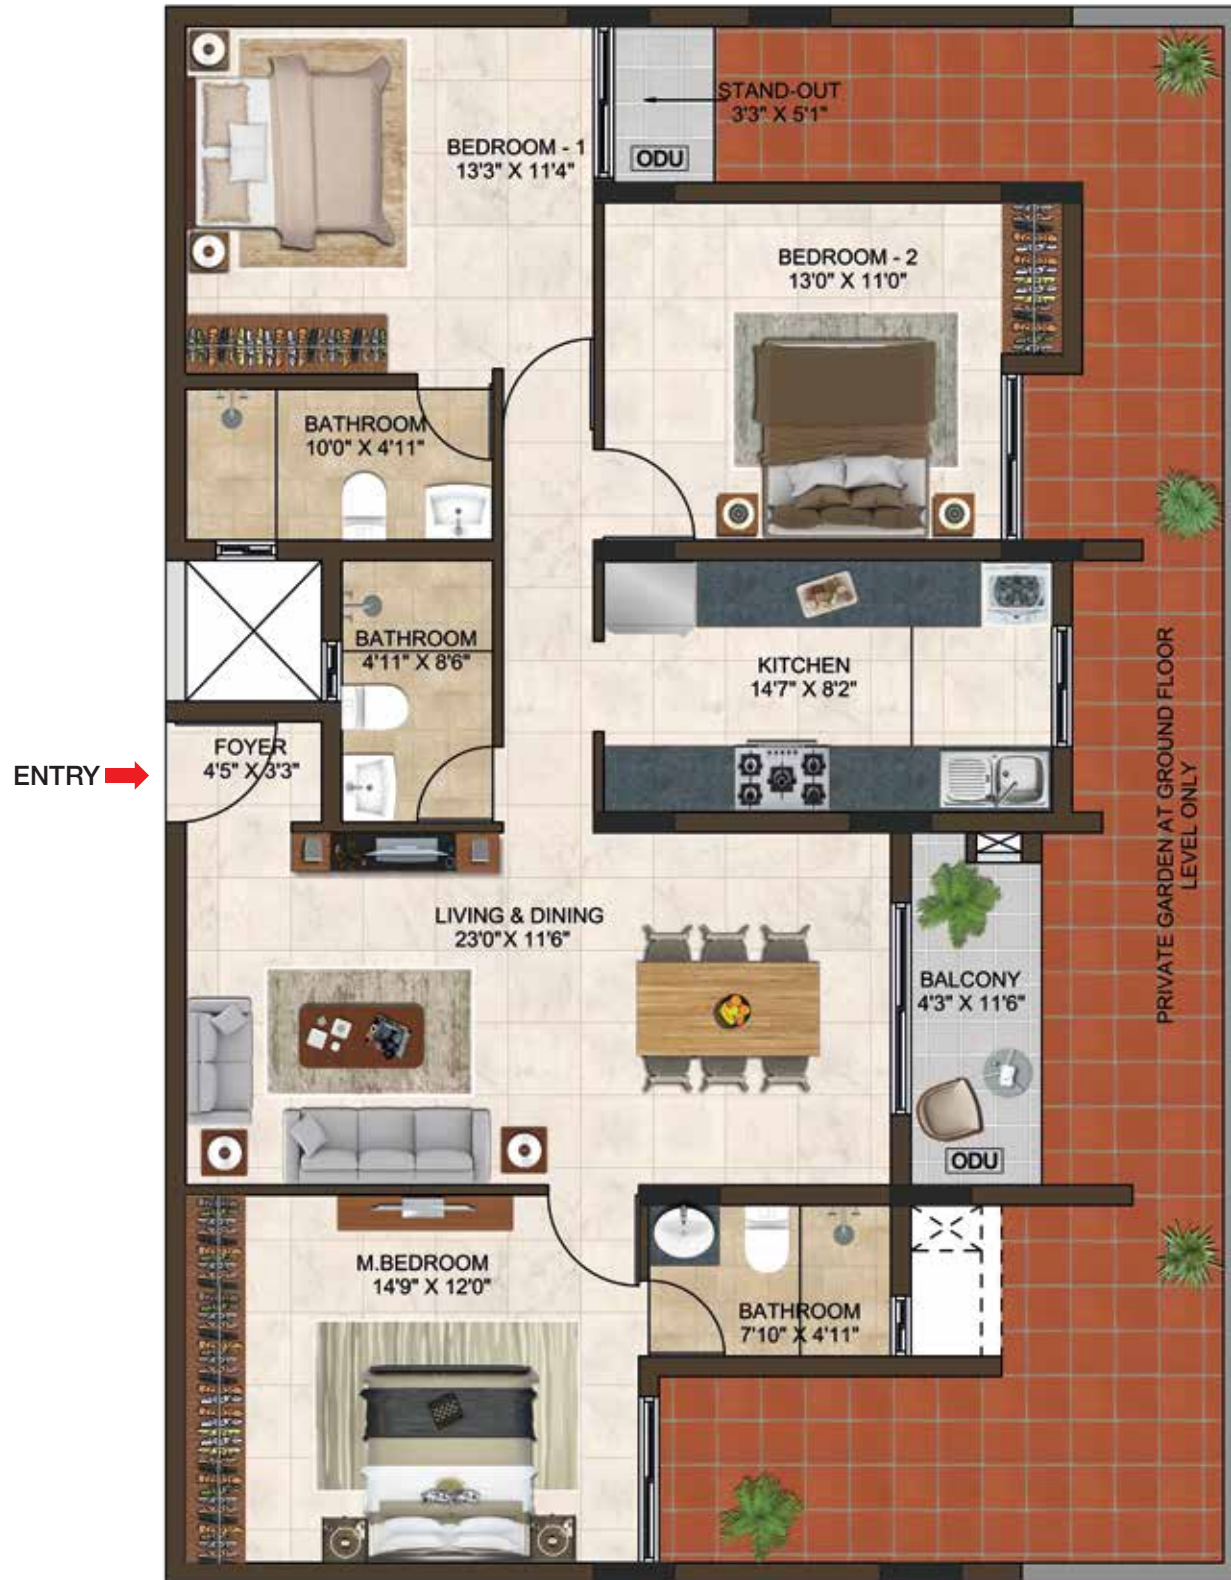 STAND-OUT
3'3" X 5'1"
ODU
BEDROOM - 1
13'3" X 11'4"
BEDROOM - 2
13'0" X 11'0"
BATHROOM
10'0" X 4'11"
BATHROOM
4'11" X 8'6"
KITCHEN
14'7" X 8'2"
FOYER
4'5" X 3'3"
ENTRY
PRIVATE GARDEN AT GROUND FLOOR
LEVEL ONLY
LIVING & DINING
23'0" X 11'6"
BALCONY
4'3" X 11'6"
ODU
M.BEDROOM
14'9" X 12'0"
BATHROOM
7'10" X 4'11"